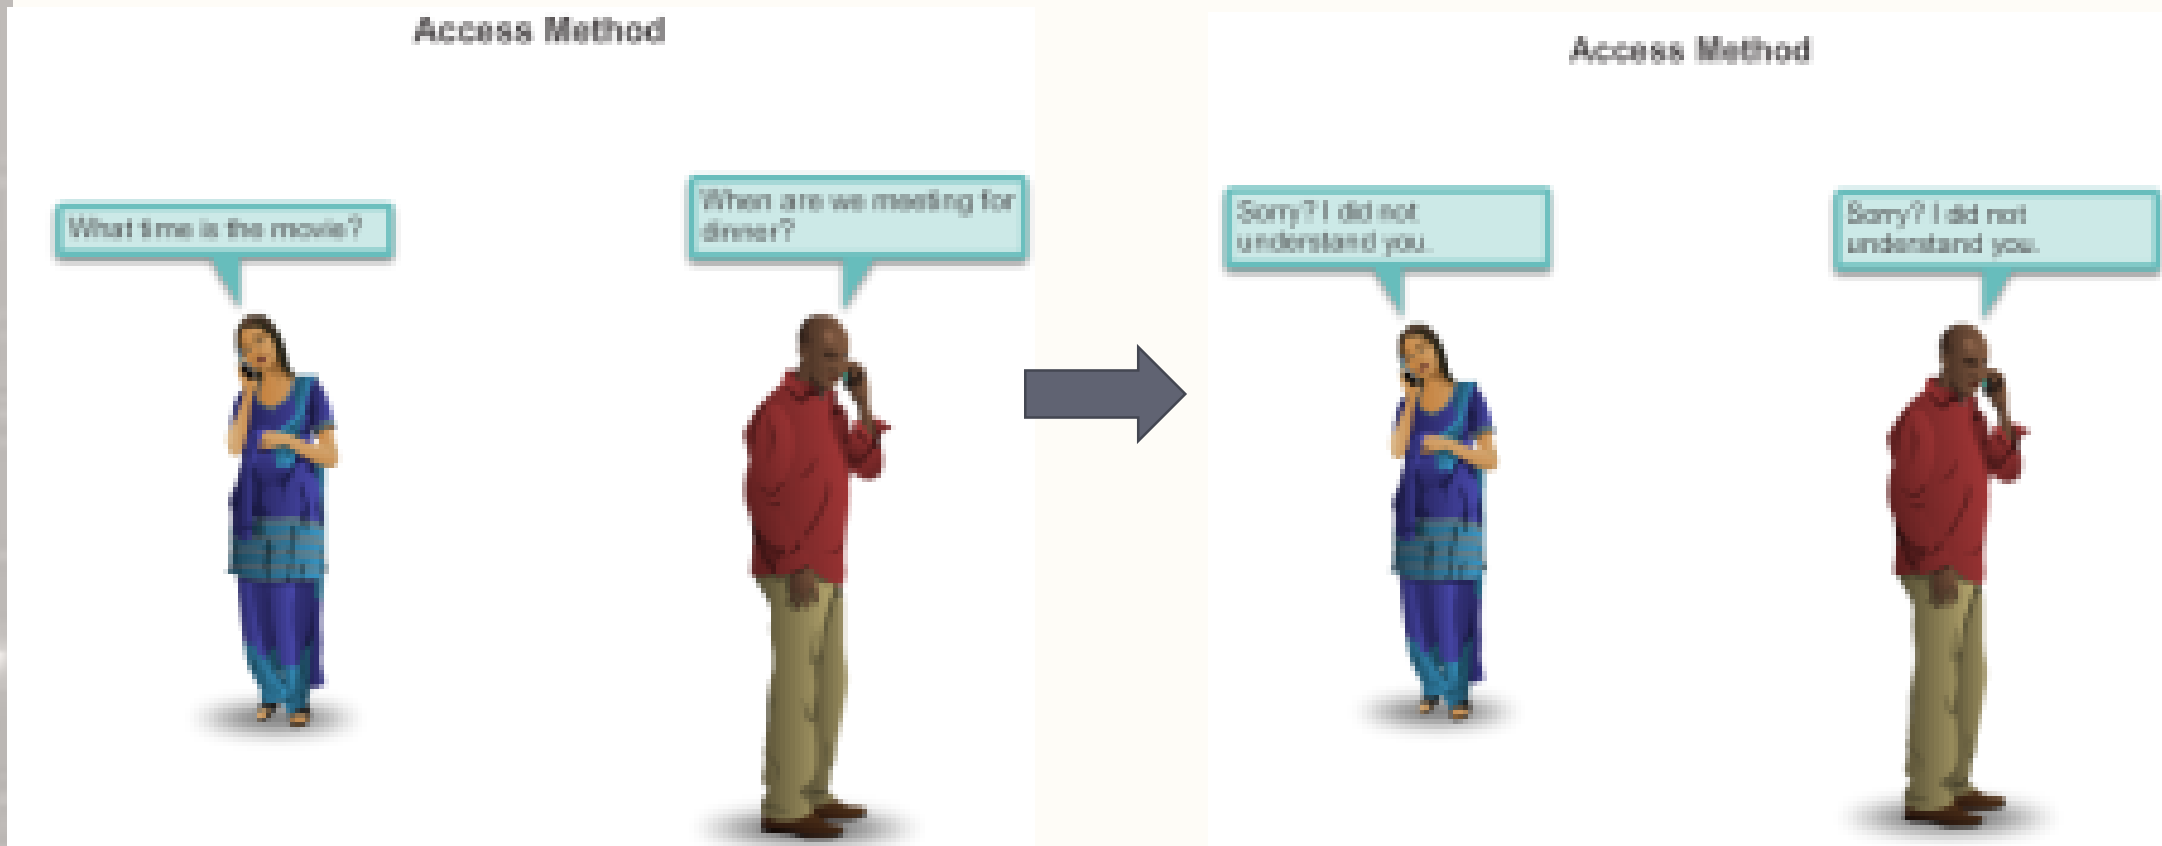 Access Method
What time is the movie?
When are we meeting for
dinner?
Access Method
Sorry? I did not
understand you.
Sorry? I did not
understand you.